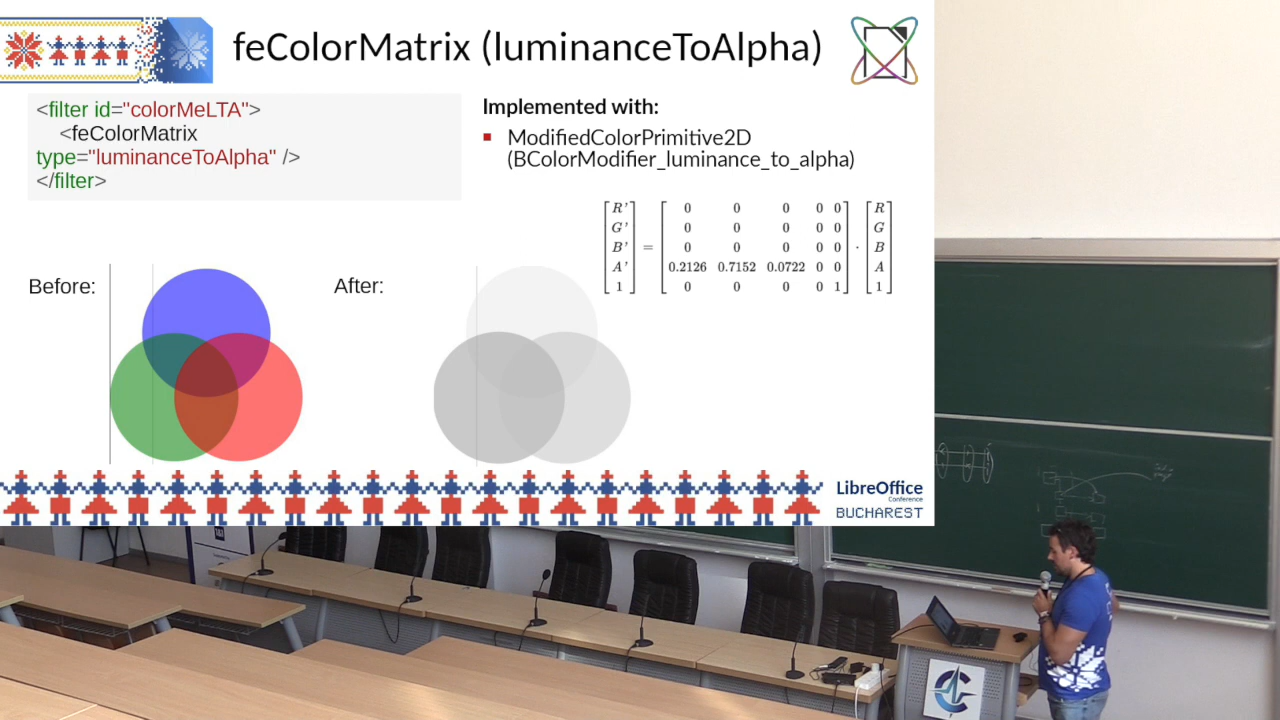 feColorMatrix (luminanceToAlpha)
<filter id="colorMeLTA">
<feColorMatrix
type="luminanceToAlpha" />
</filter>
Implemented with:
ModifiedColorPrimitive2D
(BColorModifier_luminance_to_alpha)
[R' G' B' A' 1] = [0 0 0 0 0
0 0 0 0 0
0 0 0 0 0
0.2126 0.7152 0.0722 0 0
0 0 0 0 1] · [R G B A 1]
Before:
After:
LibreOffice
Conference
BUCHAREST